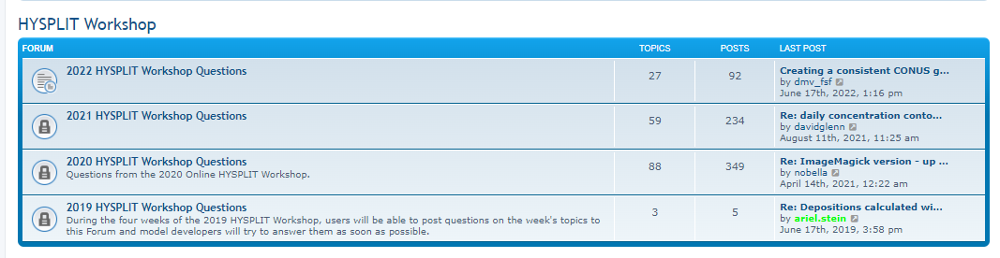 HYSPLIT Workshop
FORUM TOPICS POSTS LAST POST
2022 HYSPLIT Workshop Questions 27 92 Creating a consistent CONUS g...
by dmv_fsf
June 17th, 2022, 1:16 pm
2021 HYSPLIT Workshop Questions 59 234 Re: daily concentration conto...
by davidglenn
August 11th, 2021, 11:25 am
2020 HYSPLIT Workshop Questions 88 349 Re: ImageMagick version - up ...
Questions from the 2020 Online HYSPLIT Workshop. by nobella
April 14th, 2021, 12:22 am
2019 HYSPLIT Workshop Questions 3 5 Re: Depositions calculated wi...
During the four weeks of the 2019 HYSPLIT Workshop, users will be able to post questions on the week's topics to by ariel.stein
this Forum and model developers will try to answer them as soon as possible. June 17th, 2019, 3:58 pm